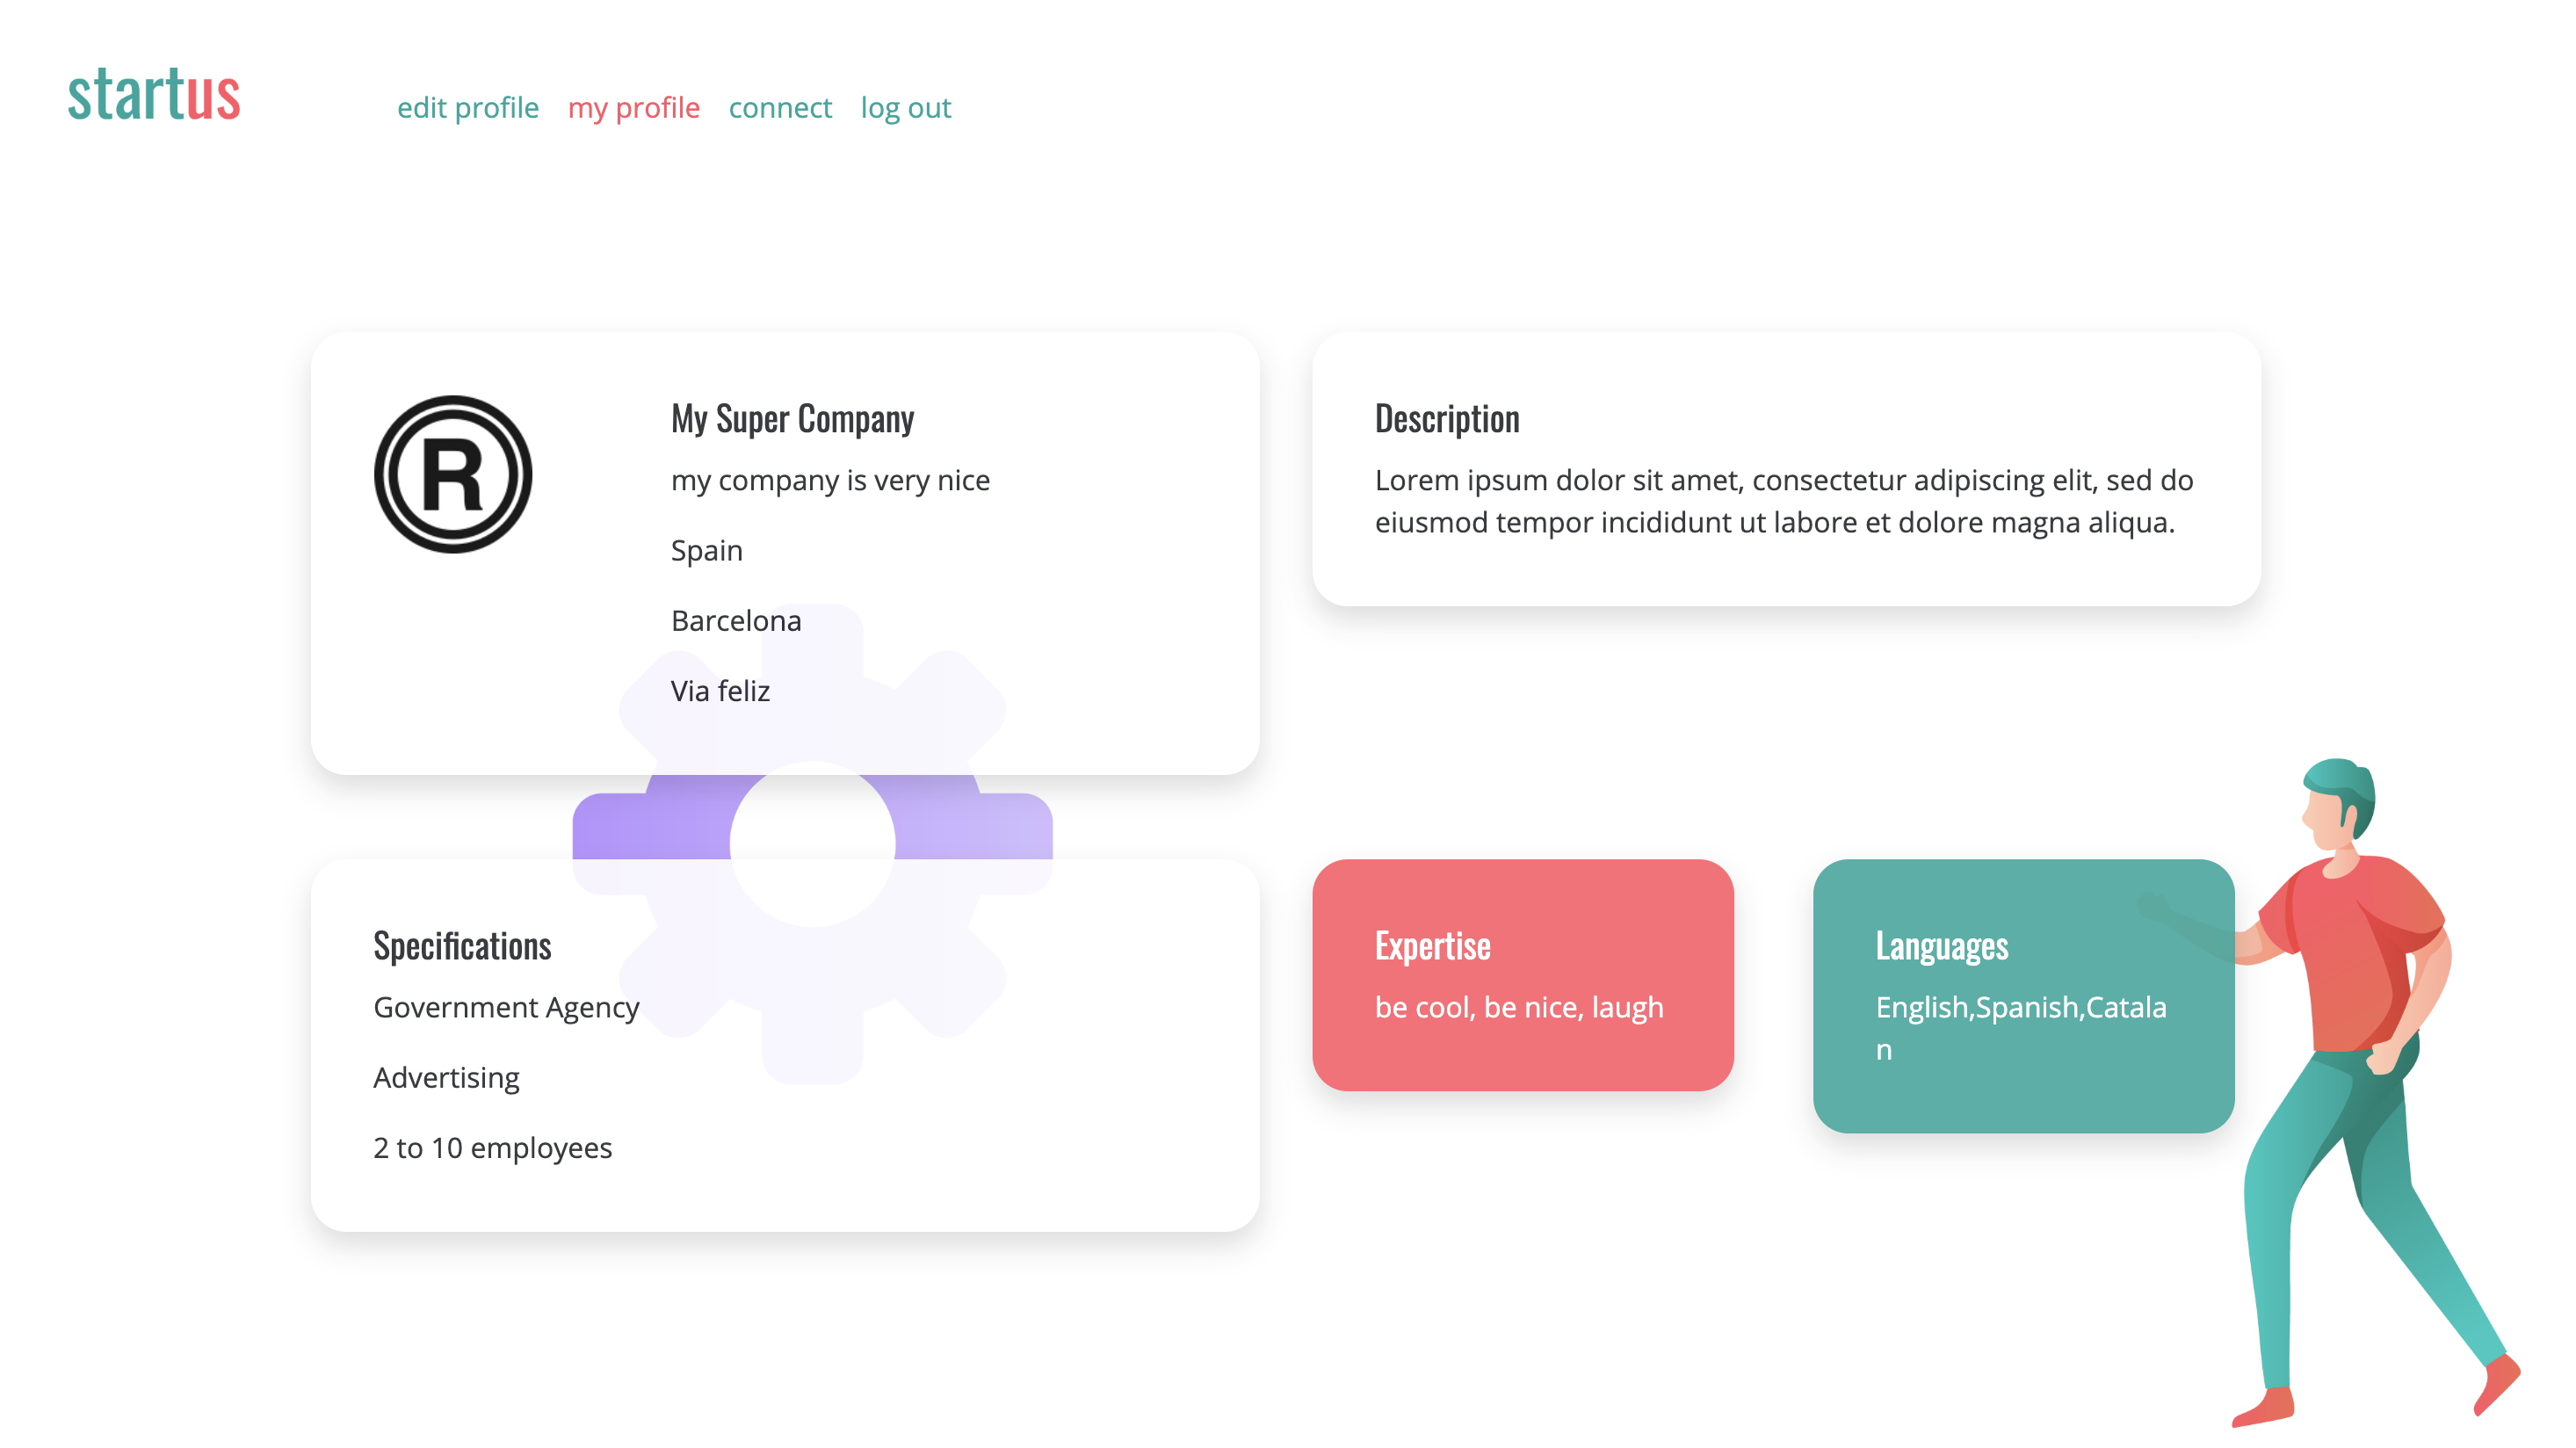 startus
edit profile my profile connect log out
R
My Super Company
my company is very nice
Spain
Barcelona
Via feliz
Description
Lorem ipsum dolor sit amet, consectetur adipiscing elit, sed do
eiusmod tempor incididunt ut labore et dolore magna aliqua.
Specifications
Government Agency
Advertising
2 to 10 employees
Expertise
be cool, be nice, laugh
Languages
English,Spanish,Catala
n